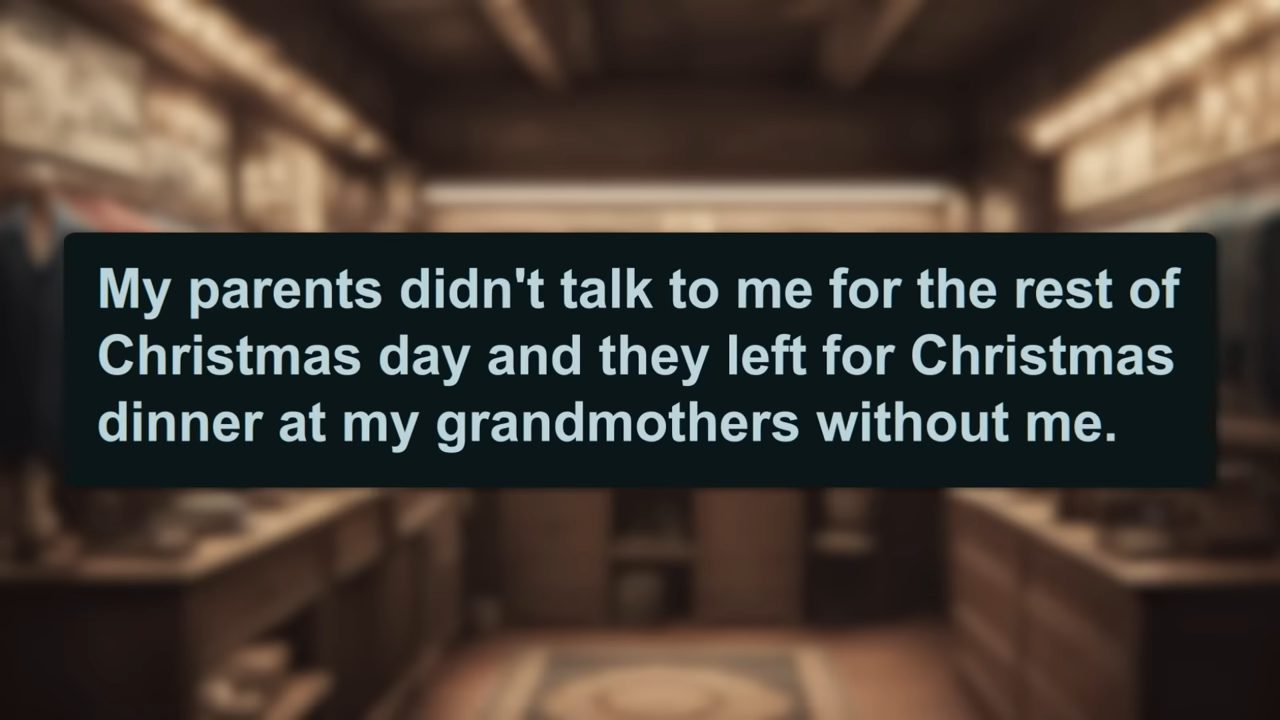 My parents didn't talk to me for the rest of
Christmas day and they left for Christmas
dinner at my grandmothers without me.